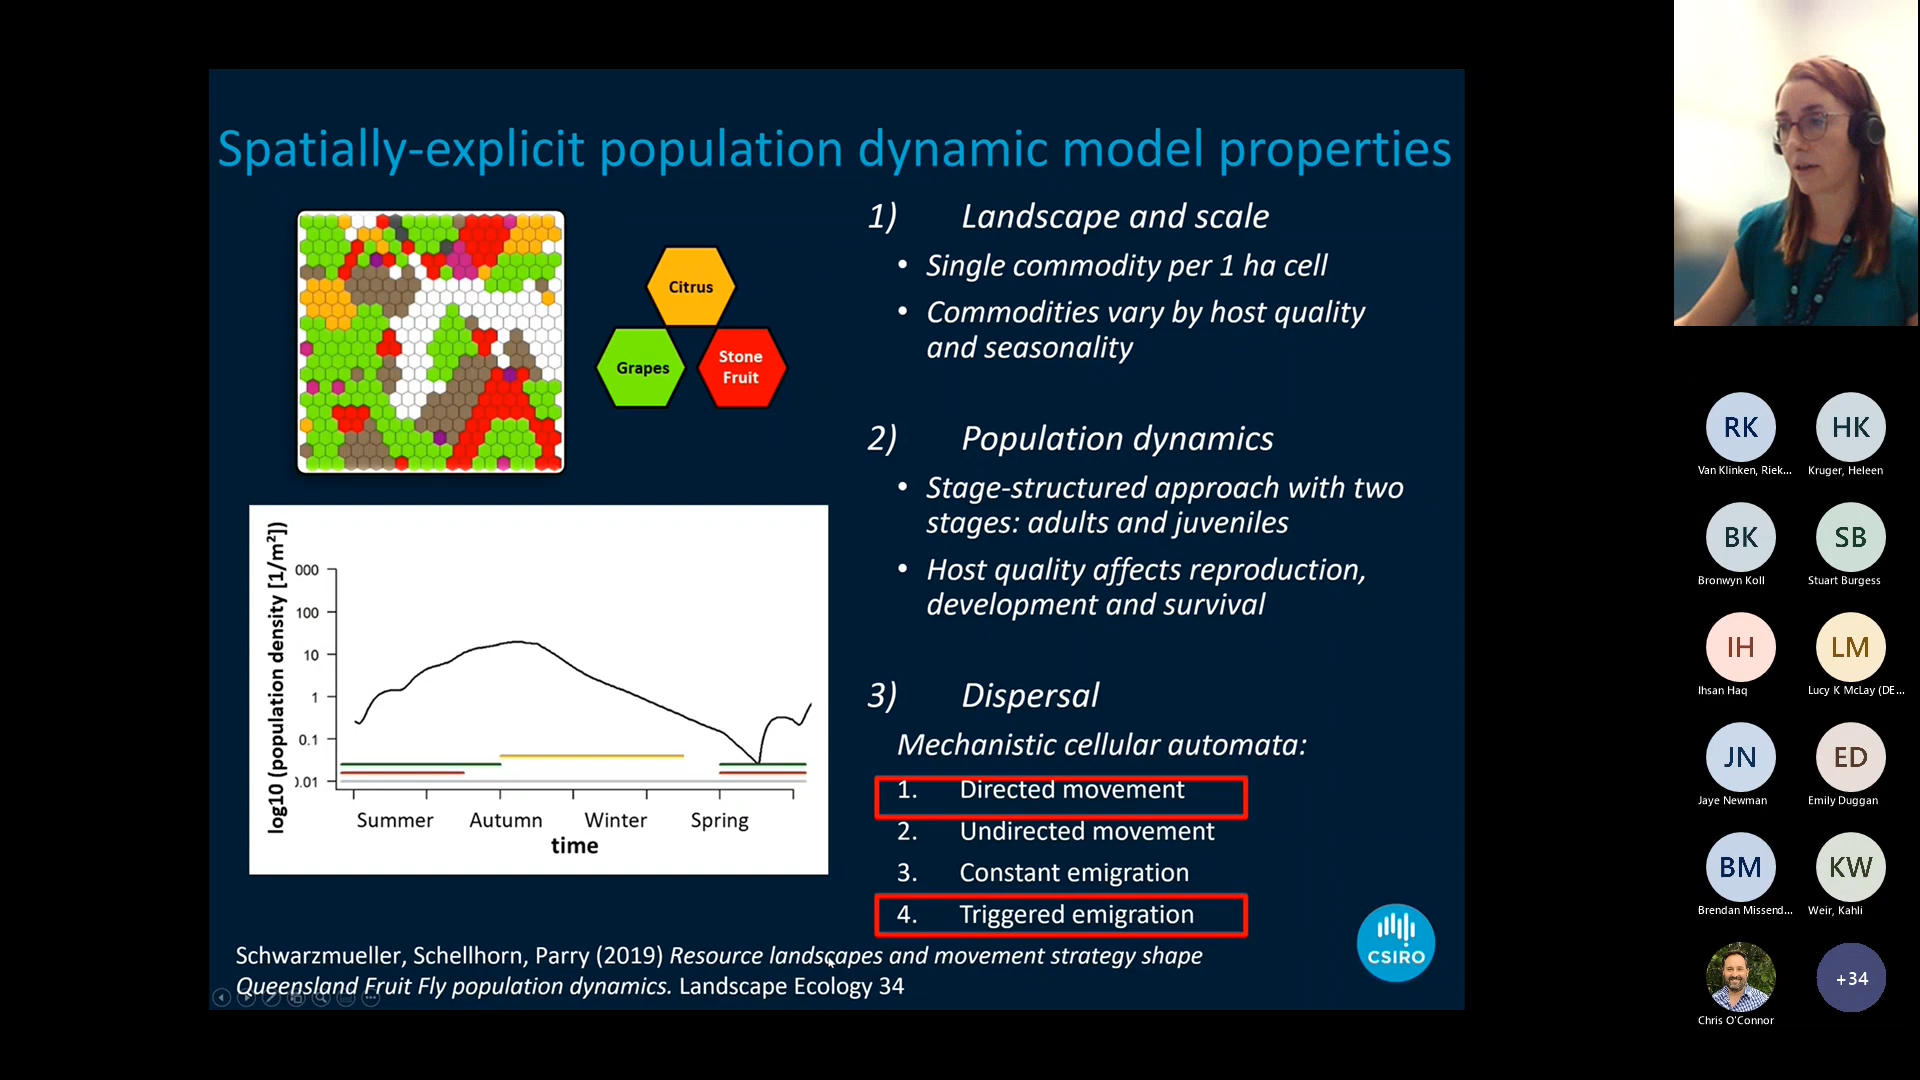 Spatially-explicit population dynamic model properties
Citrus
Grapes
Stone
Fruit
1) Landscape and scale
• Single commodity per 1 ha cell
• Commodities vary by host quality
and seasonality
2) Population dynamics
• Stage-structured approach with two
stages: adults and juveniles
• Host quality affects reproduction,
development and survival
3) Dispersal
Mechanistic cellular automata:
1. Directed movement
2. Undirected movement
3. Constant emigration
4. Triggered emigration
log10 (population density [1/m²])
000
100
10
1
0.1
0.01
Summer Autumn Winter Spring
time
Schwarzmueller, Schellhorn, Parry (2019) Resource landscapes and movement strategy shape
Queensland Fruit Fly population dynamics. Landscape Ecology 34
CSIRO
RK
Van Klinken, Riek...
HK
Kruger, Heleen
BK
Bronwyn Koll
SB
Stuart Burgess
IH
Ihsan Haq
LM
Lucy K McLay (DE...
JN
Jaye Newman
ED
Emily Duggan
BM
Brendan Missend...
KW
Weir, Kahli
Chris O'Connor
+34